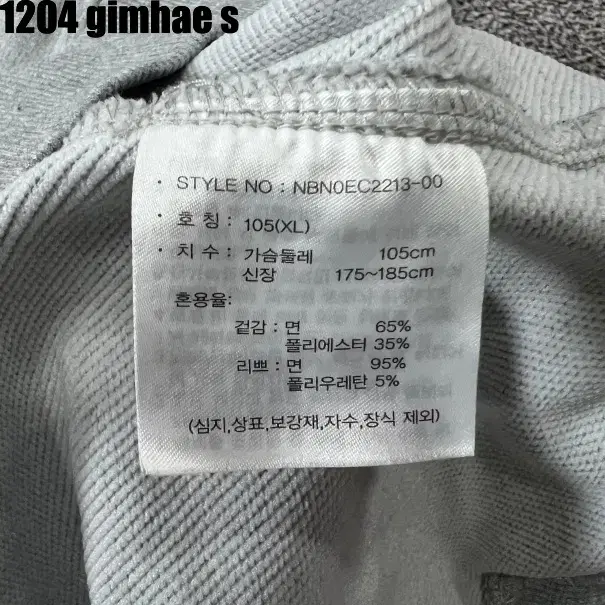 1204 gimhae s
· STYLE NO : NBN0EC2213-00
· 호 칭 : 105(XL)
· 치 수 : 가슴둘레 105cm
신장 175~185cm
혼용율:
겉감 : 면 65%
폴리에스터 35%
리쁘 : 면 95%
폴리우레탄 5%
(심지,상표,보강재,자수,장식 제외)